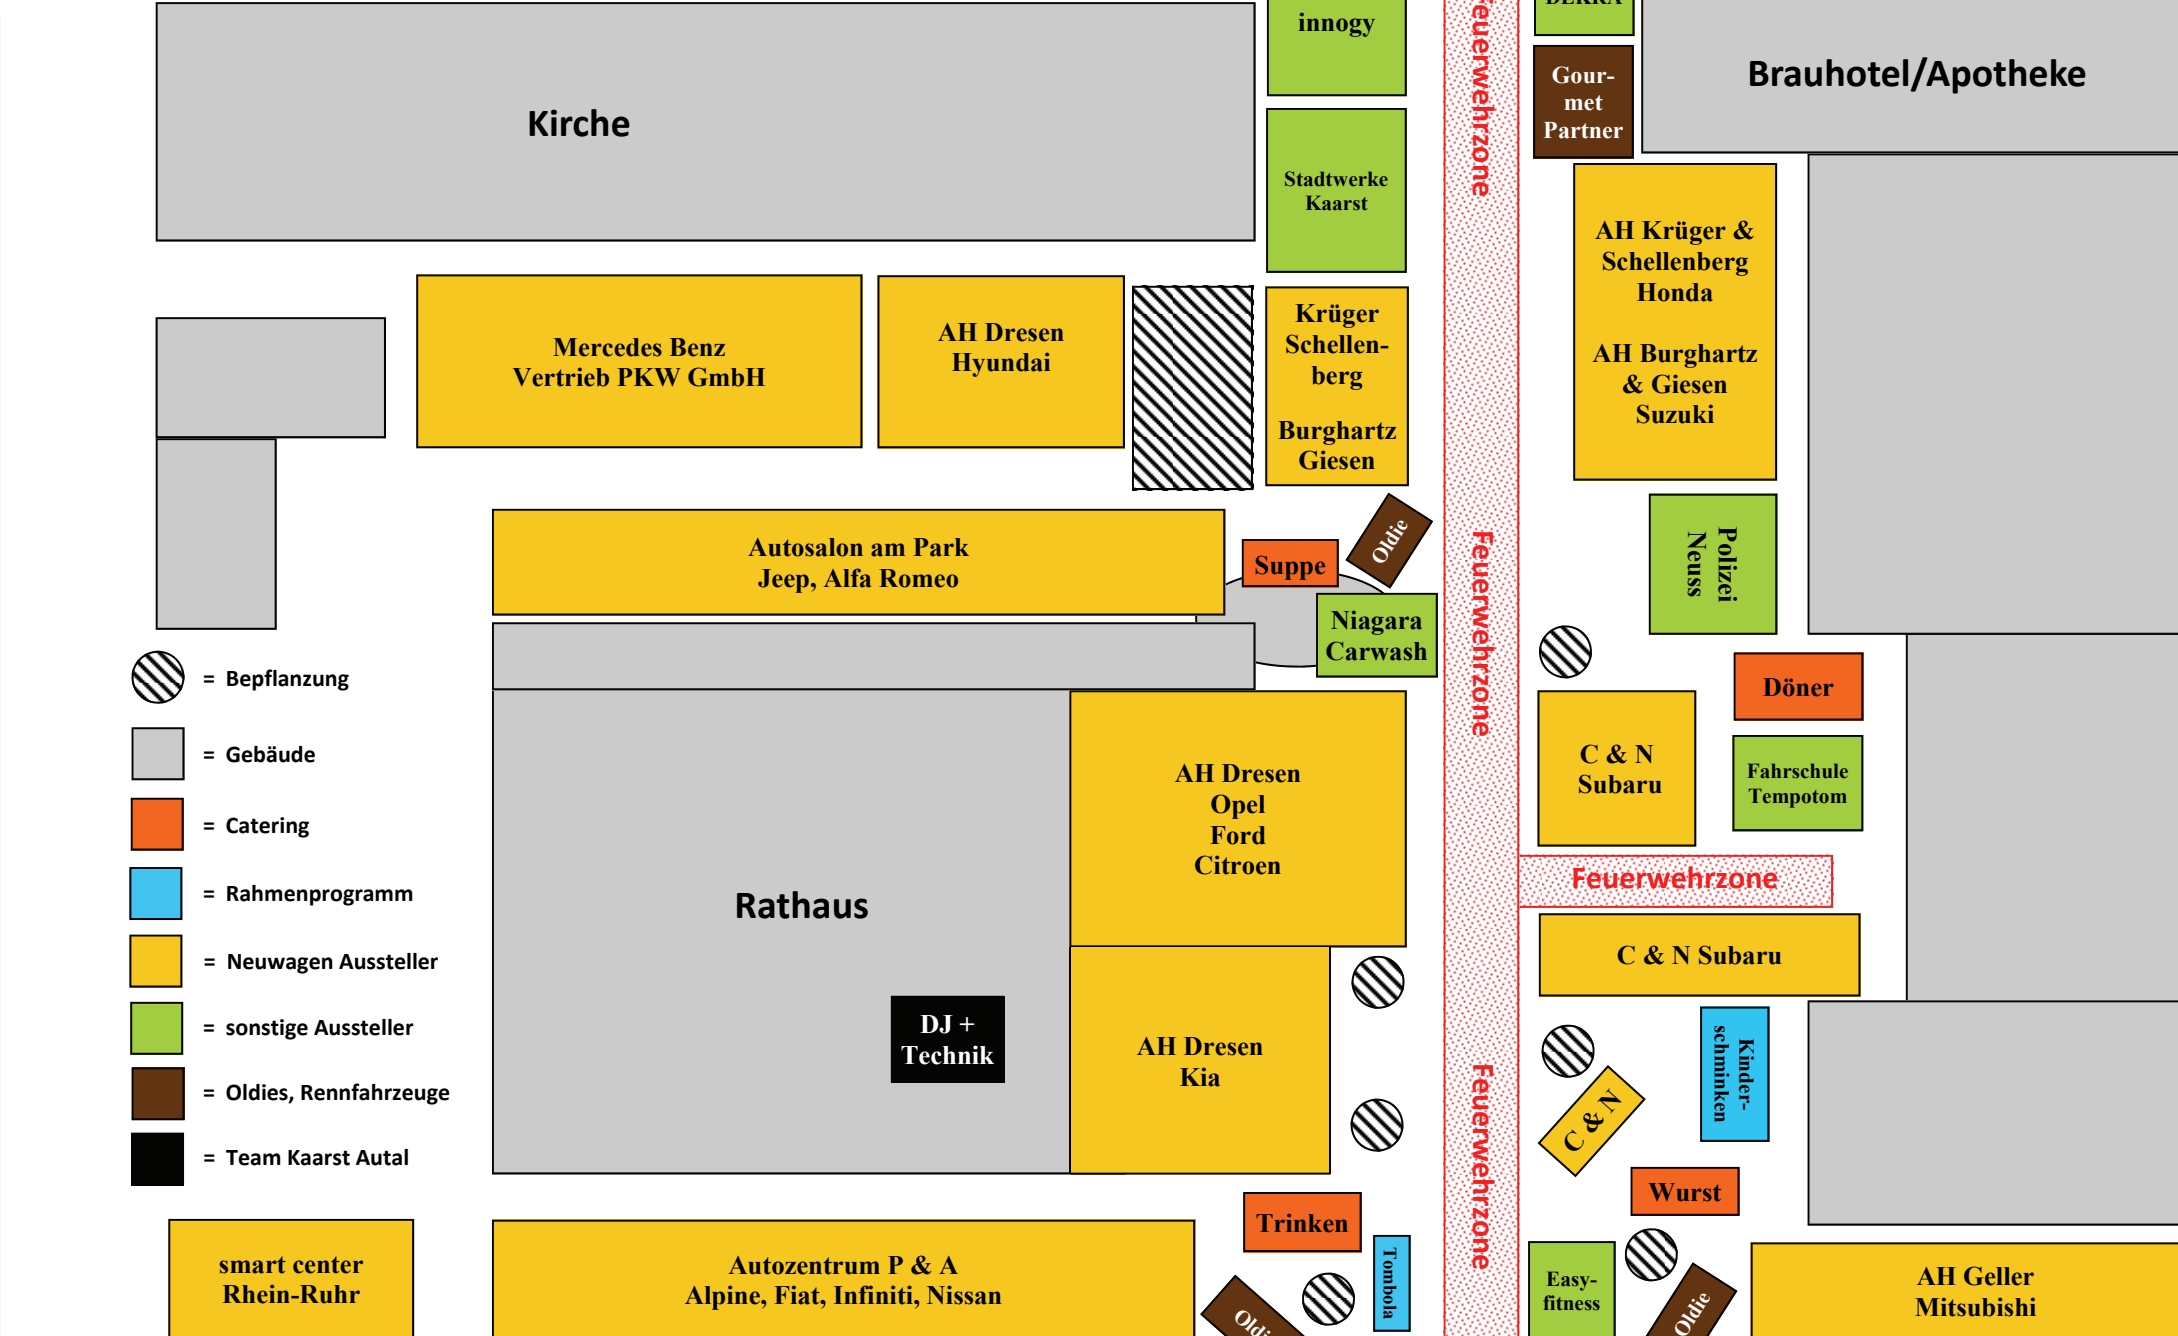 innogy
DEKRA
Gour-
met
Partner
Brauhotel/Apotheke
Kirche
Stadtwerke
Kaarst
Feuerwehrzone
AH Krüger &
Schellenberg
Honda
AH Burghartz
& Giesen
Suzuki
Mercedes Benz
Vertrieb PKW GmbH
AH Dresen
Hyundai
Krüger
Schellen-
berg
Burghartz
Giesen
Autosalon am Park
Jeep, Alfa Romeo
Suppe
Oldie
Niagara
Carwash
Feuerwehrzone
Polizei
Neuss
Döner
C & N
Subaru
Fahrschule
Tempotom
= Bepflanzung
= Gebäude
= Catering
= Rahmenprogramm
= Neuwagen Aussteller
= sonstige Aussteller
= Oldies, Rennfahrzeuge
= Team Kaarst Autal
AH Dresen
Opel
Ford
Citroen
Feuerwehrzone
Rathaus
C & N Subaru
DJ +
Technik
AH Dresen
Kia
Feuerwehrzone
Kinder-
schminken
C & N
Wurst
Trinken
Tombola
smart center
Rhein-Ruhr
Autozentrum P & A
Alpine, Fiat, Infiniti, Nissan
Oldie
Easy-
fitness
Oldie
AH Geller
Mitsubishi